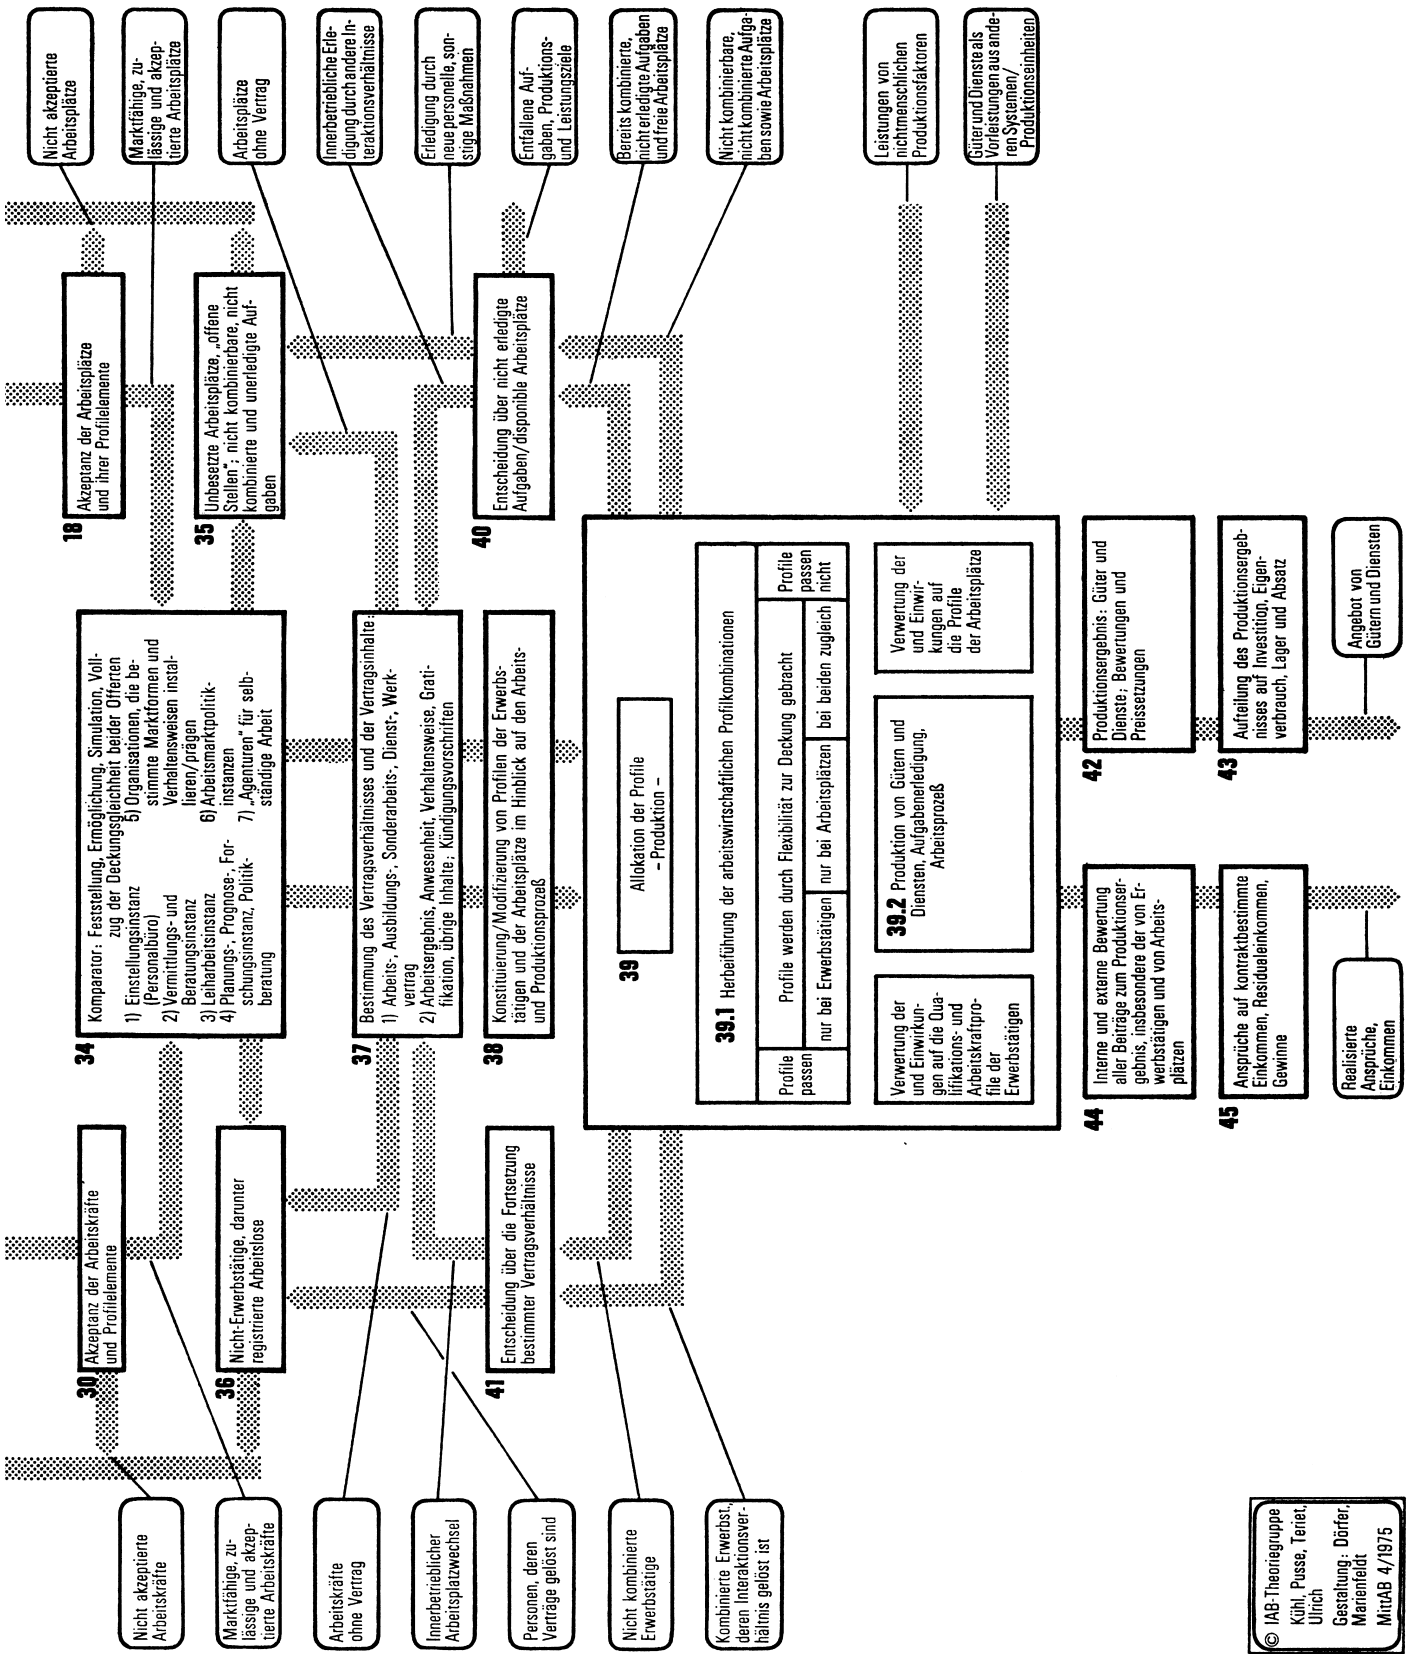 Nicht akzeptierte
Arbeitsplätze
Marktfähige, zu-
lässige und akzep-
tierte Arbeitsplätze
Arbeitsplätze
ohne Vertrag
Innerbetriebliche Erle-
digung durch andere In-
teraktionsverhältnisse
Erledigung durch
neue personelle, son-
stige Maßnahmen
Entfallene Auf-
gaben, Produktions-
und Leistungsziele
Bereits kombinierte,
nicht erledigte Aufgaben
und freie Arbeitsplätze
Nicht kombinierbare,
nicht kombinierte Aufga-
ben sowie Arbeitsplätze
Leistungen von
nichtmenschlichen
Produktionsfaktoren
Güter und Dienste als
Vorleistungen aus ande-
ren Systemen/
Produktionseinheiten
18
Akzeptanz der Arbeitsplätze
und ihrer Profilelemente
35
Unbesetzte Arbeitsplätze, „offene
Stellen“; nicht kombinierbare, nicht
kombinierte und unerledigte Auf-
gaben
40
Entscheidung über nicht erledigte
Aufgaben/disponible Arbeitsplätze
34
Komparator: Feststellung, Ermöglichung, Simulation, Voll-
zug der Deckungsgleichheit beider Offerten
1) Einstellungsinstanz
(Personalbüro)
2) Vermittlungs- und
Beratungsinstanz
3) Leiharbeitsinstanz
4) Planungs-, Prognose-, For-
schungsinstanz, Politik-
beratung
5) Organisationen, die be-
stimmte Marktformen und
Verhaltensweisen instal-
lieren/prägen
6) Arbeitsmarktpolitik-
instanzen
7) „Agenturen“ für selb-
ständige Arbeit
37
Bestimmung des Vertragsverhältnisses und der Vertragsinhalte:
1) Arbeits-, Ausbildungs-, Sonderarbeits-, Dienst-, Werk-
vertrag
2) Arbeitsergebnis, Anwesenheit, Verhaltensweise, Grati-
fikation, übrige Inhalte; Kündigungsvorschriften
38
Konstituierung/Modifizierung von Profilen der Erwerbs-
tätigen und der Arbeitsplätze im Hinblick auf den Arbeits-
und Produktionsprozeß
39
Allokation der Profile
– Produktion –
39.1 Herbeiführung der arbeitswirtschaftlichen Profilkombinationen
Profile
passen
Profile werden durch Flexibilität zur Deckung gebracht
nur bei Erwerbstätigen
nur bei Arbeitsplätzen
bei beiden zugleich
Profile
passen
nicht
Verwertung der
und Einwirkun-
gen auf die Qua-
lifikations- und
Arbeitskraftpro-
file der
Erwerbstätigen
39.2 Produktion von Gütern und
Diensten, Aufgabenerledigung,
Arbeitsprozeß
Verwertung der
und Einwir-
kungen auf
die Profile
der Arbeitsplätze
42
Produktionsergebnis: Güter und
Dienste; Bewertungen und
Preissetzungen
43
Aufteilung des Produktionsergeb-
nisses auf Investition, Eigen-
verbrauch, Lager und Absatz
Angebot von
Gütern und Diensten
44
Interne und externe Bewertung
aller Beiträge zum Produktionser-
gebnis, insbesondere der von Er-
werbstätigen und von Arbeits-
plätzen
45
Ansprüche auf kontraktbestimmte
Einkommen, Residualeinkommen,
Gewinne
Realisierte
Ansprüche,
Einkommen
30
Akzeptanz der Arbeitskräfte
und Profilelemente
36
Nicht-Erwerbstätige, darunter
registrierte Arbeitslose
41
Entscheidung über die Fortsetzung
bestimmter Vertragsverhältnisse
Nicht akzeptierte
Arbeitskräfte
Marktfähige, zu-
lässige und akzep-
tierte Arbeitskräfte
Arbeitskräfte
ohne Vertrag
Innerbetrieblicher
Arbeitsplatzwechsel
Personen, deren
Verträge gelöst sind
Nicht kombinierte
Erwerbstätige
Kombinierte Erwerbst.,
deren Interaktionsver-
hältnis gelöst ist
© IAB-Theoriegruppe
Kühl, Pusse, Teriet,
Ulrich
Gestaltung: Dörfer,
Marienfeldt
MittAB 4/1975